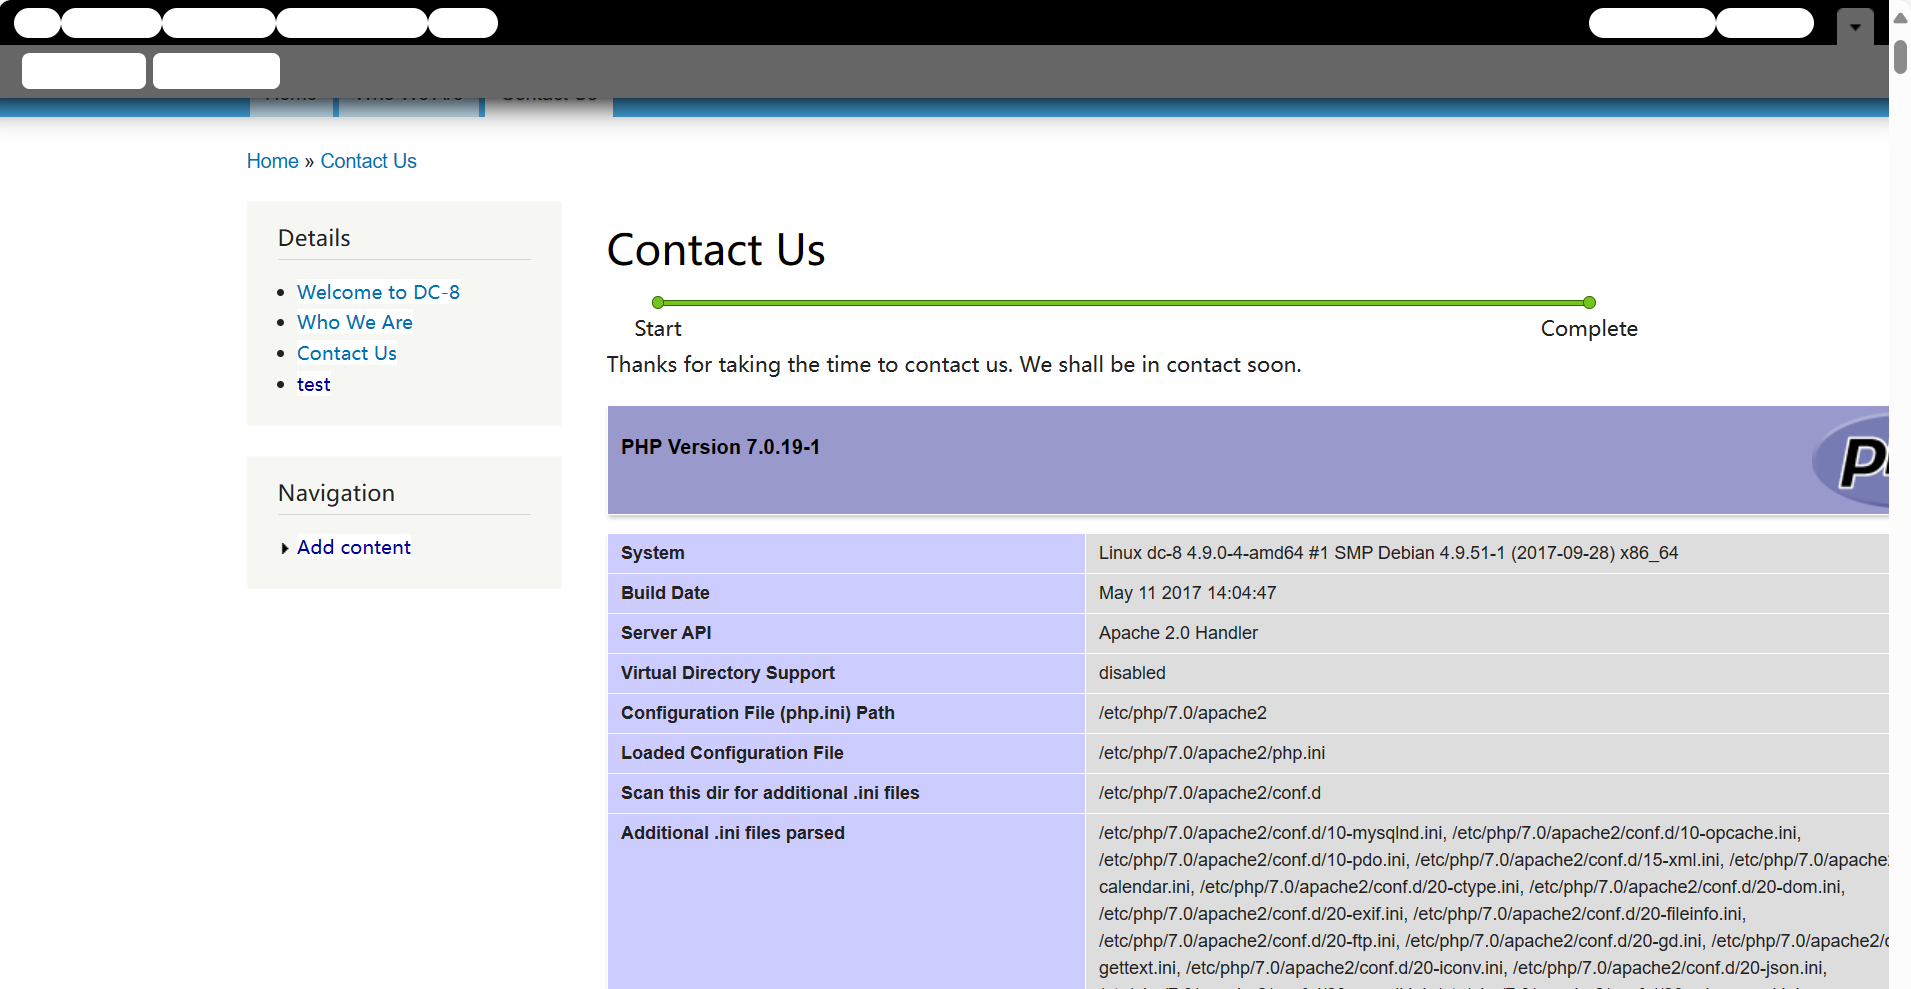 Home » Contact Us
Details
Welcome to DC-8
Who We Are
Contact Us
test
Navigation
Add content
Contact Us
Start Complete
Thanks for taking the time to contact us. We shall be in contact soon.
PHP Version 7.0.19-1
System Linux dc-8 4.9.0-4-amd64 #1 SMP Debian 4.9.51-1 (2017-09-28) x86_64
Build Date May 11 2017 14:04:47
Server API Apache 2.0 Handler
Virtual Directory Support disabled
Configuration File (php.ini) Path /etc/php/7.0/apache2
Loaded Configuration File /etc/php/7.0/apache2/php.ini
Scan this dir for additional .ini files /etc/php/7.0/apache2/conf.d
Additional .ini files parsed /etc/php/7.0/apache2/conf.d/10-mysqlnd.ini, /etc/php/7.0/apache2/conf.d/10-opcache.ini,
/etc/php/7.0/apache2/conf.d/10-pdo.ini, /etc/php/7.0/apache2/conf.d/15-xml.ini, /etc/php/7.0/apache
calendar.ini, /etc/php/7.0/apache2/conf.d/20-ctype.ini, /etc/php/7.0/apache2/conf.d/20-dom.ini,
/etc/php/7.0/apache2/conf.d/20-exif.ini, /etc/php/7.0/apache2/conf.d/20-fileinfo.ini,
/etc/php/7.0/apache2/conf.d/20-ftp.ini, /etc/php/7.0/apache2/conf.d/20-gd.ini, /etc/php/7.0/apache2/
gettext.ini, /etc/php/7.0/apache2/conf.d/20-iconv.ini, /etc/php/7.0/apache2/conf.d/20-json.ini,